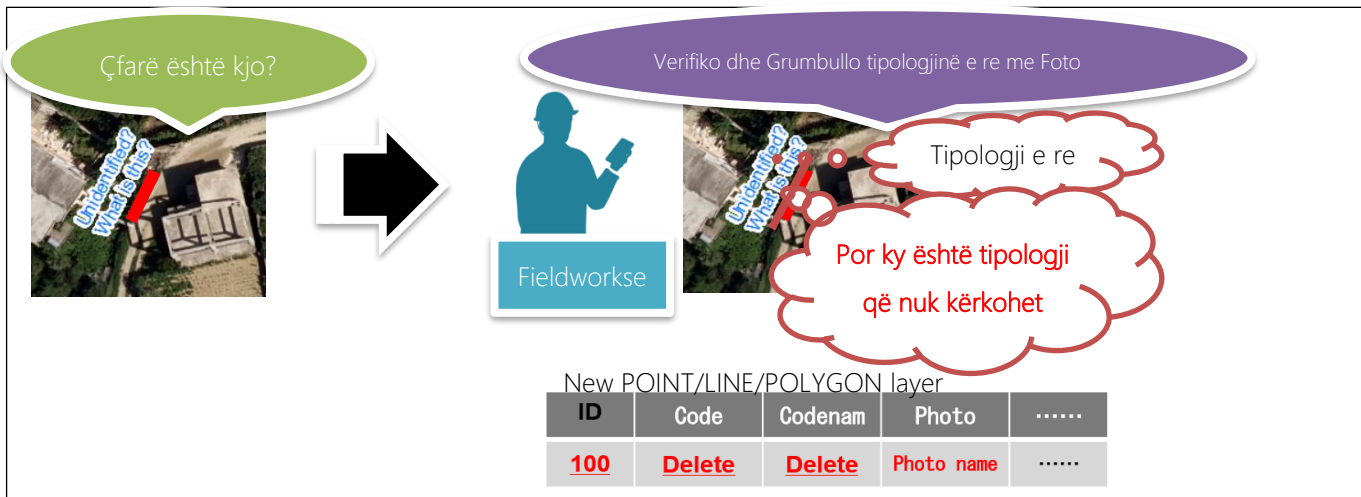 Çfarë është kjo?
Verifiko dhe Grumbullo tipologjinë e re me Foto
Unidentified?
What is this?
Unidentified?
What is this?
Tipologji e re
Por ky është tipologji
që nuk kërkohet
Fieldworkse
New POINT/LINE/POLYGON layer
ID Code Codenam Photo ......
100 Delete Delete Photo name ......